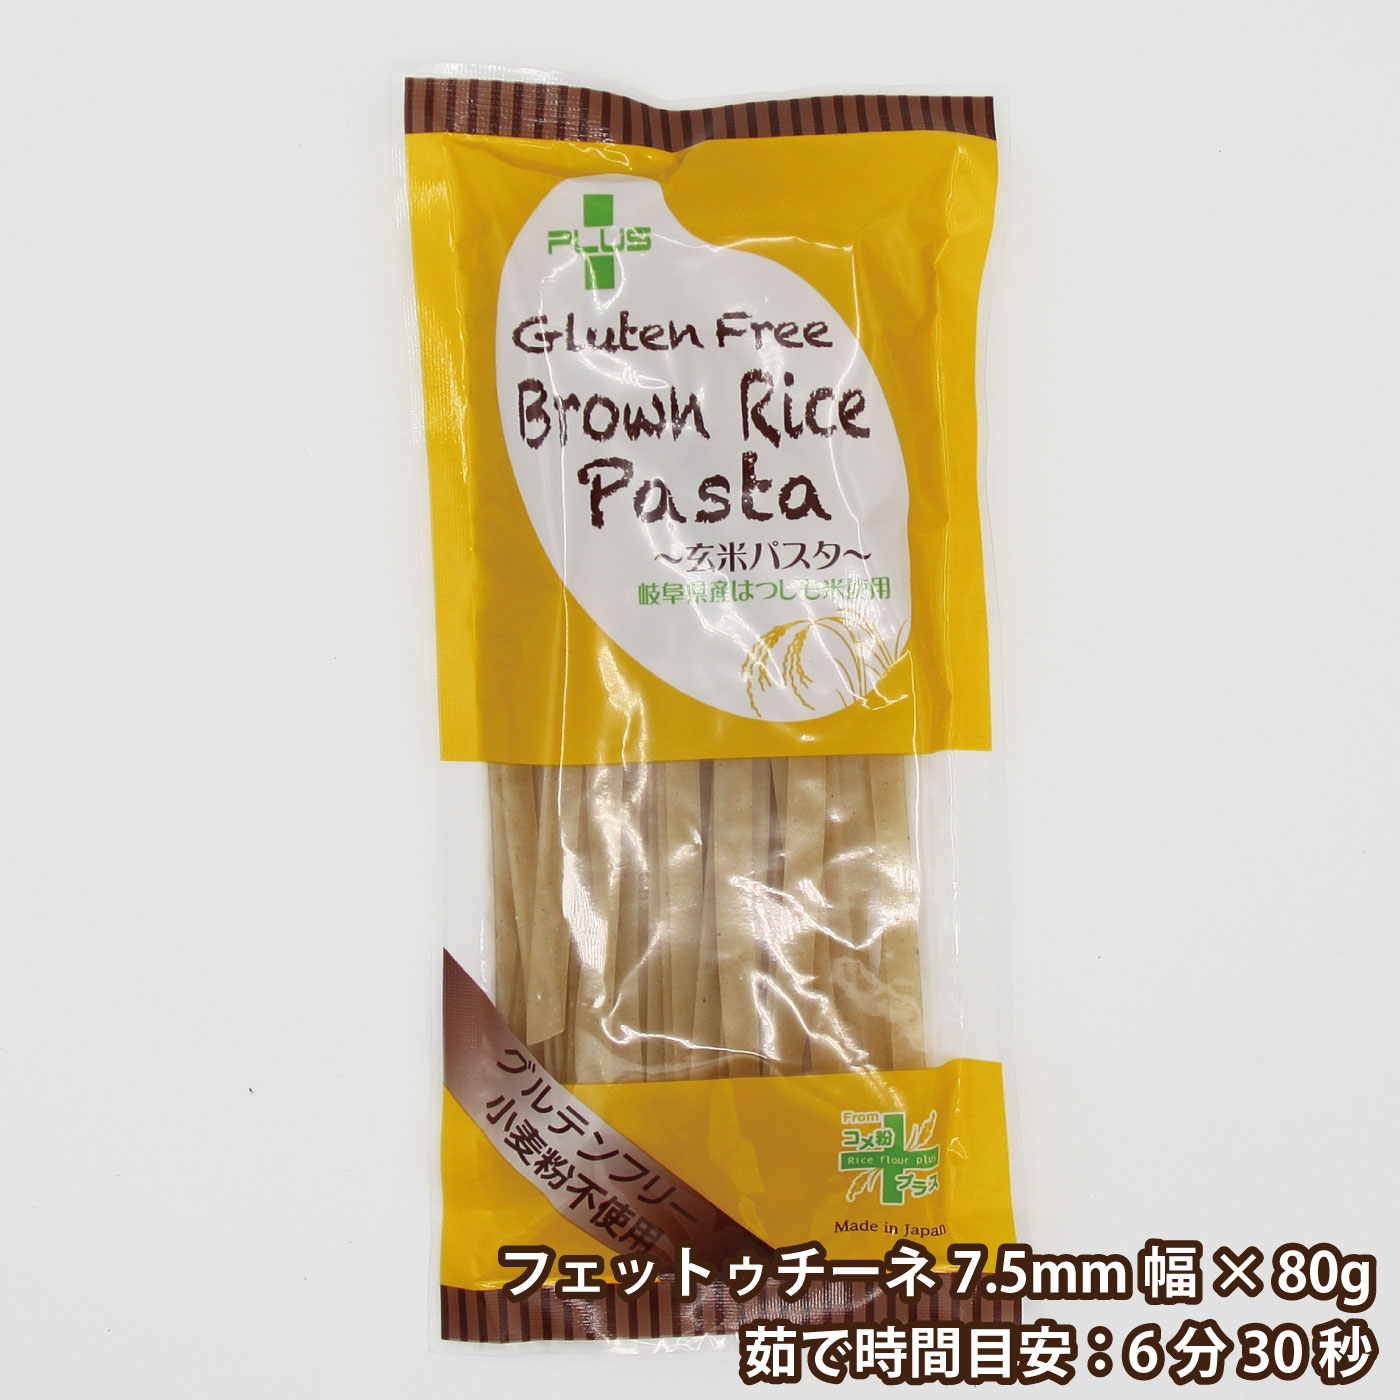 PLUS
Gluten Free
Brown Rice
Pasta
～玄米パスタ～
岐阜県産はつしも米使用
グルテンフリー
小麦粉不使用
From
コメ粉
Rice flour plus
プラス
Made in Japan
フェットゥチーネ 7.5mm 幅 × 80g
茹で時間目安：6 分 30 秒